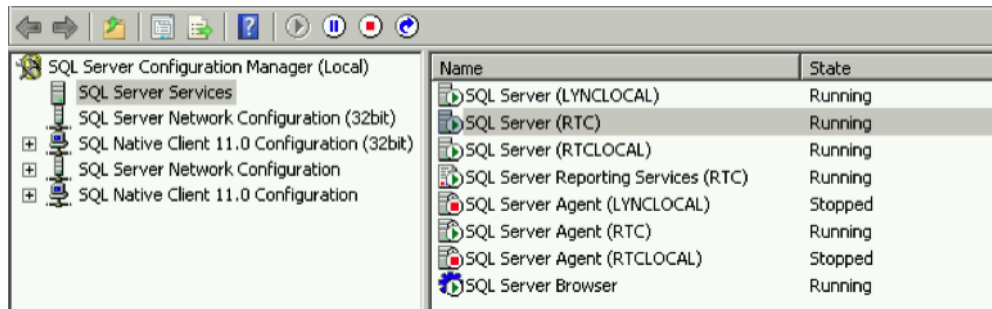 SQL Server Configuration Manager (Local)
SQL Server Services
SQL Server Network Configuration (32bit)
SQL Native Client 11.0 Configuration (32bit)
SQL Server Network Configuration
SQL Native Client 11.0 Configuration
Name State
SQL Server (LYNCLOCAL) Running
SQL Server (RTC) Running
SQL Server (RTCLOCAL) Running
SQL Server Reporting Services (RTC) Running
SQL Server Agent (LYNCLOCAL) Stopped
SQL Server Agent (RTC) Running
SQL Server Agent (RTCLOCAL) Stopped
SQL Server Browser Running